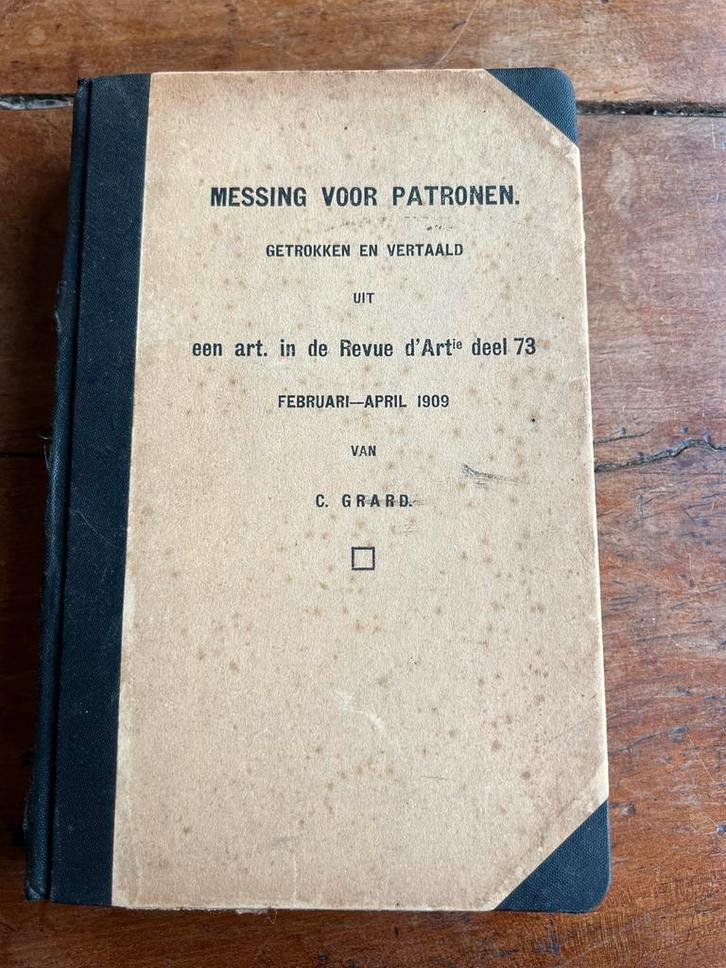 MESSING VOOR PATRONEN.
GETROKKEN EN VERTAALD
UIT
een art. in de Revue d'Artie deel 73
FEBRUARI—APRIL 1909
VAN
C. GRARD.